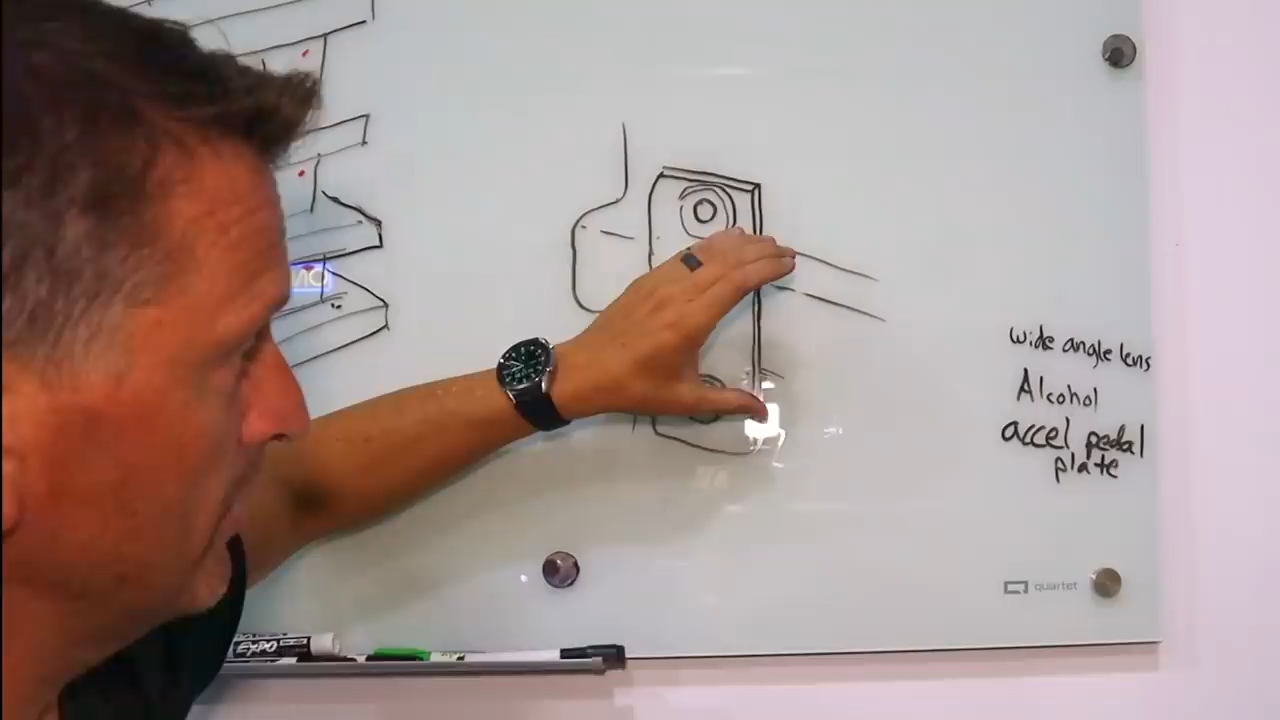 wide angle lens
Alcohol
accel pedal
plate
quartet
EXPO